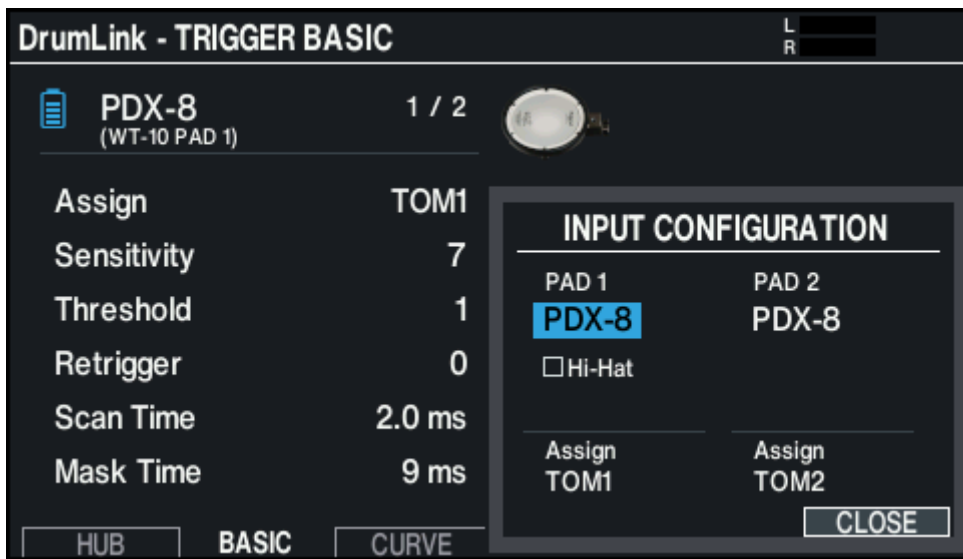 DrumLink - TRIGGER BASIC
L
R
PDX-8 1 / 2
(WT-10 PAD 1)
Assign TOM1
Sensitivity 7
Threshold 1
Retrigger 0
Scan Time 2.0 ms
Mask Time 9 ms
HUB BASIC CURVE
INPUT CONFIGURATION
PAD 1 PAD 2
PDX-8 PDX-8
Hi-Hat
Assign Assign
TOM1 TOM2
CLOSE